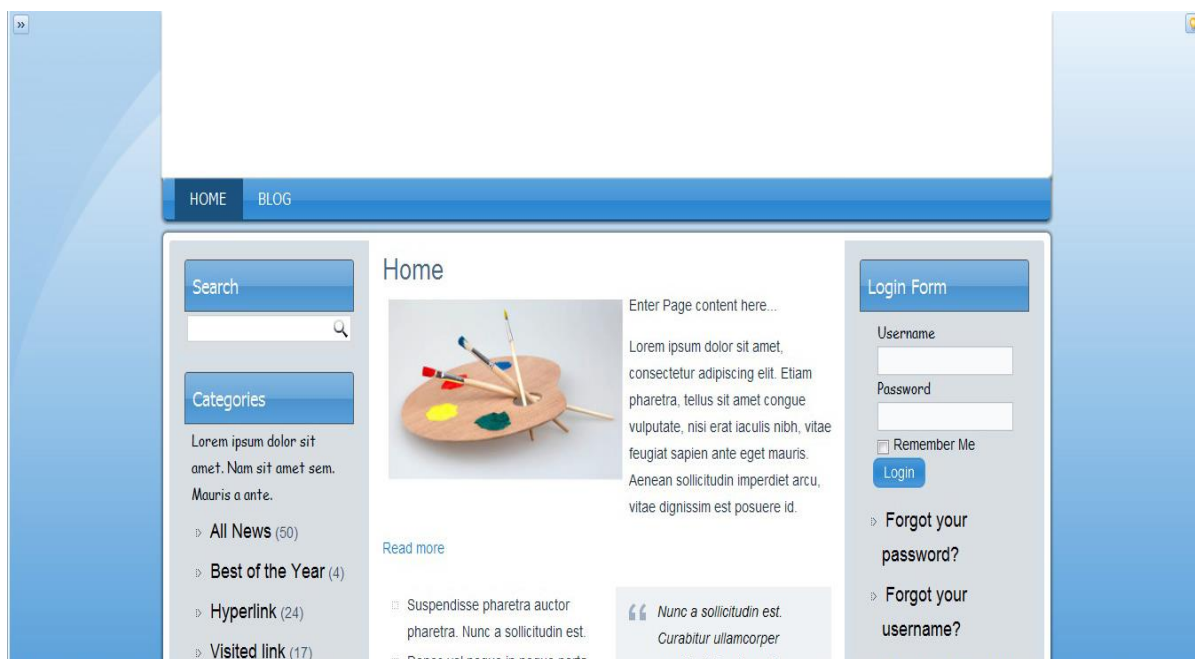 »
HOME BLOG
Search
Categories
Lorem ipsum dolor sit
amet. Nam sit amet sem.
Mauris a ante.
All News (50)
Best of the Year (4)
Hyperlink (24)
Visited link (17)
Home
Enter Page content here...
Lorem ipsum dolor sit amet,
consectetur adipiscing elit. Etiam
pharetra, tellus sit amet congue
vulputate, nisi erat iaculis nibh, vitae
feugiat sapien ante eget mauris.
Aenean sollicitudin imperdiet arcu,
vitae dignissim est posuere id.
Read more
Suspendisse pharetra auctor
pharetra. Nunc a sollicitudin est.
Nunc a sollicitudin est.
Curabitur ullamcorper
Login Form
Username
Password
Remember Me
Login
Forgot your
password?
Forgot your
username?